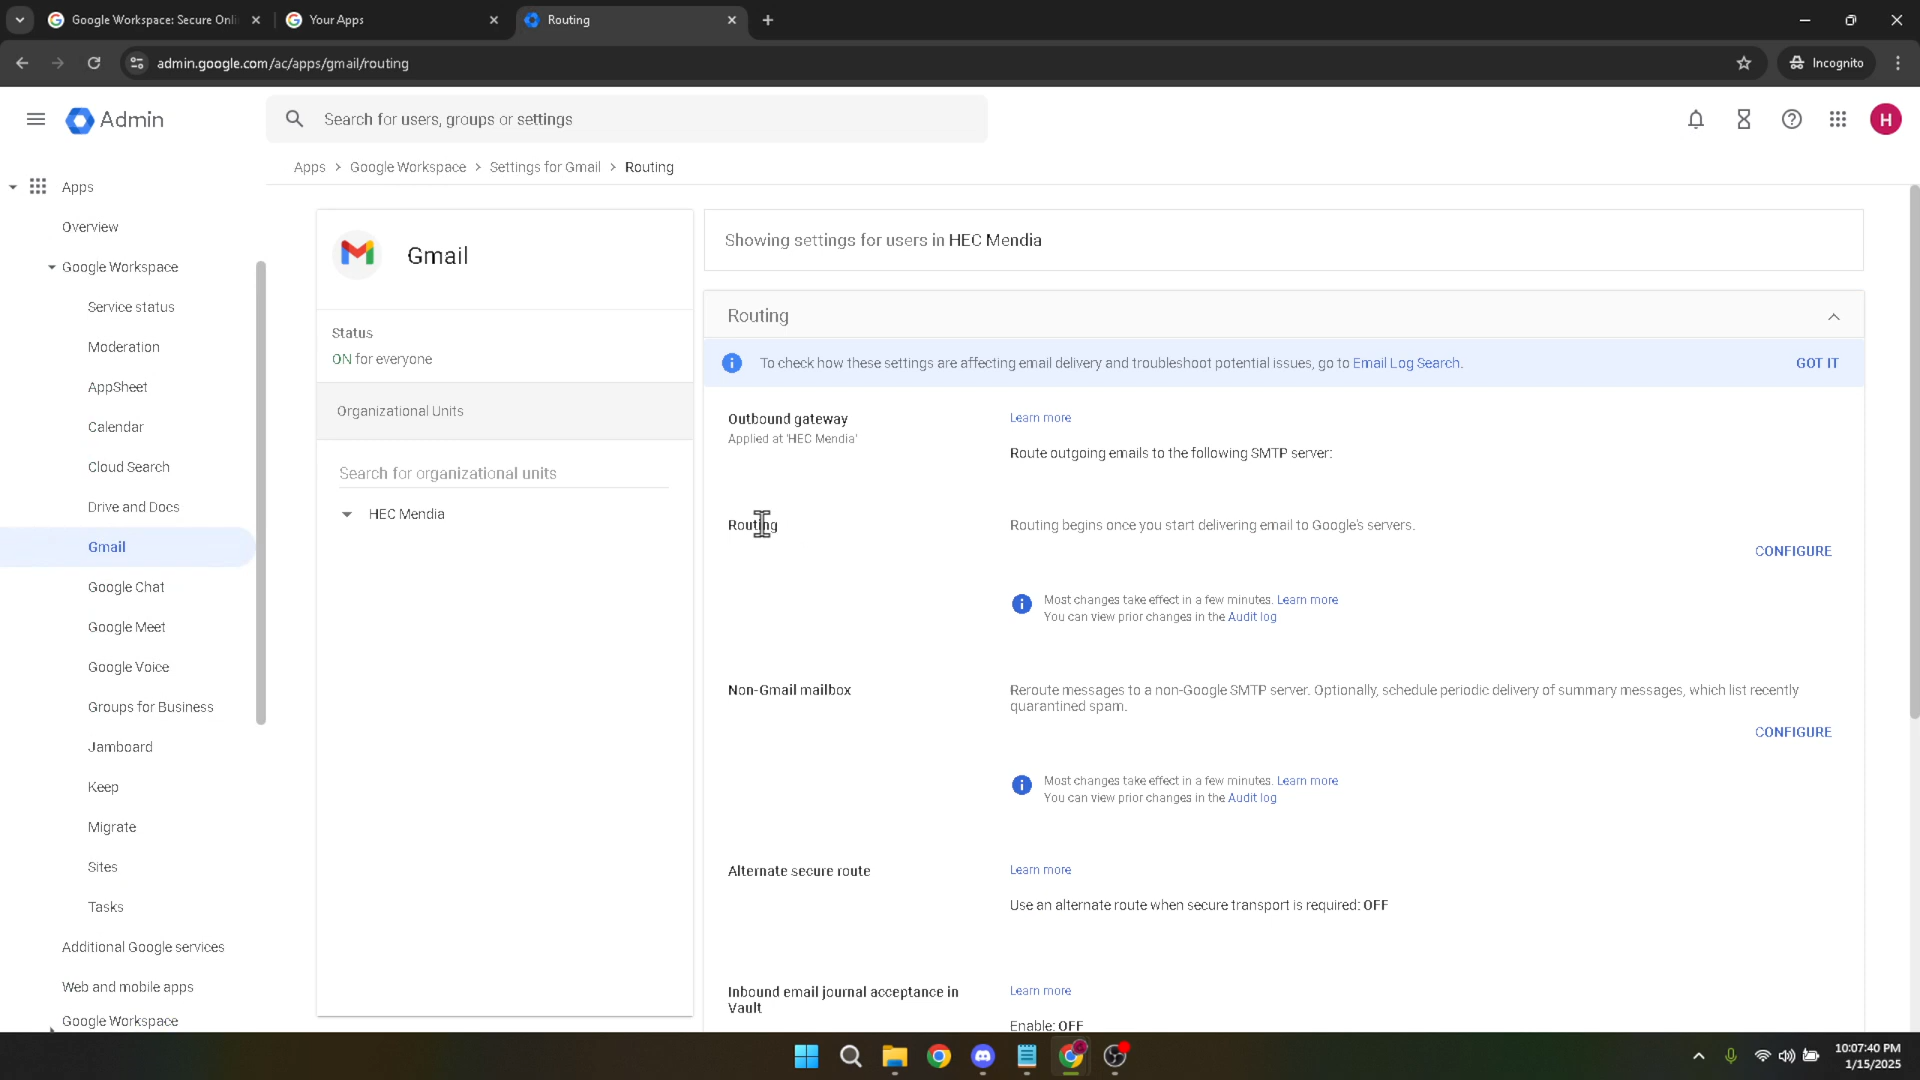 Google Workspace: Secure Onli
Your Apps
Routing
admin.google.com/ac/apps/gmail/routing
Incognito
Admin
Search for users, groups or settings
H
Apps > Google Workspace > Settings for Gmail > Routing
Apps
Overview
Google Workspace
Service status
Moderation
AppSheet
Calendar
Cloud Search
Drive and Docs
Gmail
Google Chat
Google Meet
Google Voice
Groups for Business
Jamboard
Keep
Migrate
Sites
Tasks
Additional Google services
Web and mobile apps
Google Workspace
Gmail
Status
ON for everyone
Organizational Units
Search for organizational units
HEC Mendia
Showing settings for users in HEC Mendia
Routing
To check how these settings are affecting email delivery and troubleshoot potential issues, go to Email Log Search.
GOT IT
Outbound gateway
Applied at 'HEC Mendia'
Learn more
Route outgoing emails to the following SMTP server:
Routing
Routing begins once you start delivering email to Google's servers.
CONFIGURE
Most changes take effect in a few minutes. Learn more
You can view prior changes in the Audit log
Non-Gmail mailbox
Reroute messages to a non-Google SMTP server. Optionally, schedule periodic delivery of summary messages, which list recently
quarantined spam.
CONFIGURE
Most changes take effect in a few minutes. Learn more
You can view prior changes in the Audit log
Alternate secure route
Learn more
Use an alternate route when secure transport is required: OFF
Inbound email journal acceptance in
Vault
Learn more
Enable: OFF
10:07:40 PM
1/15/2025